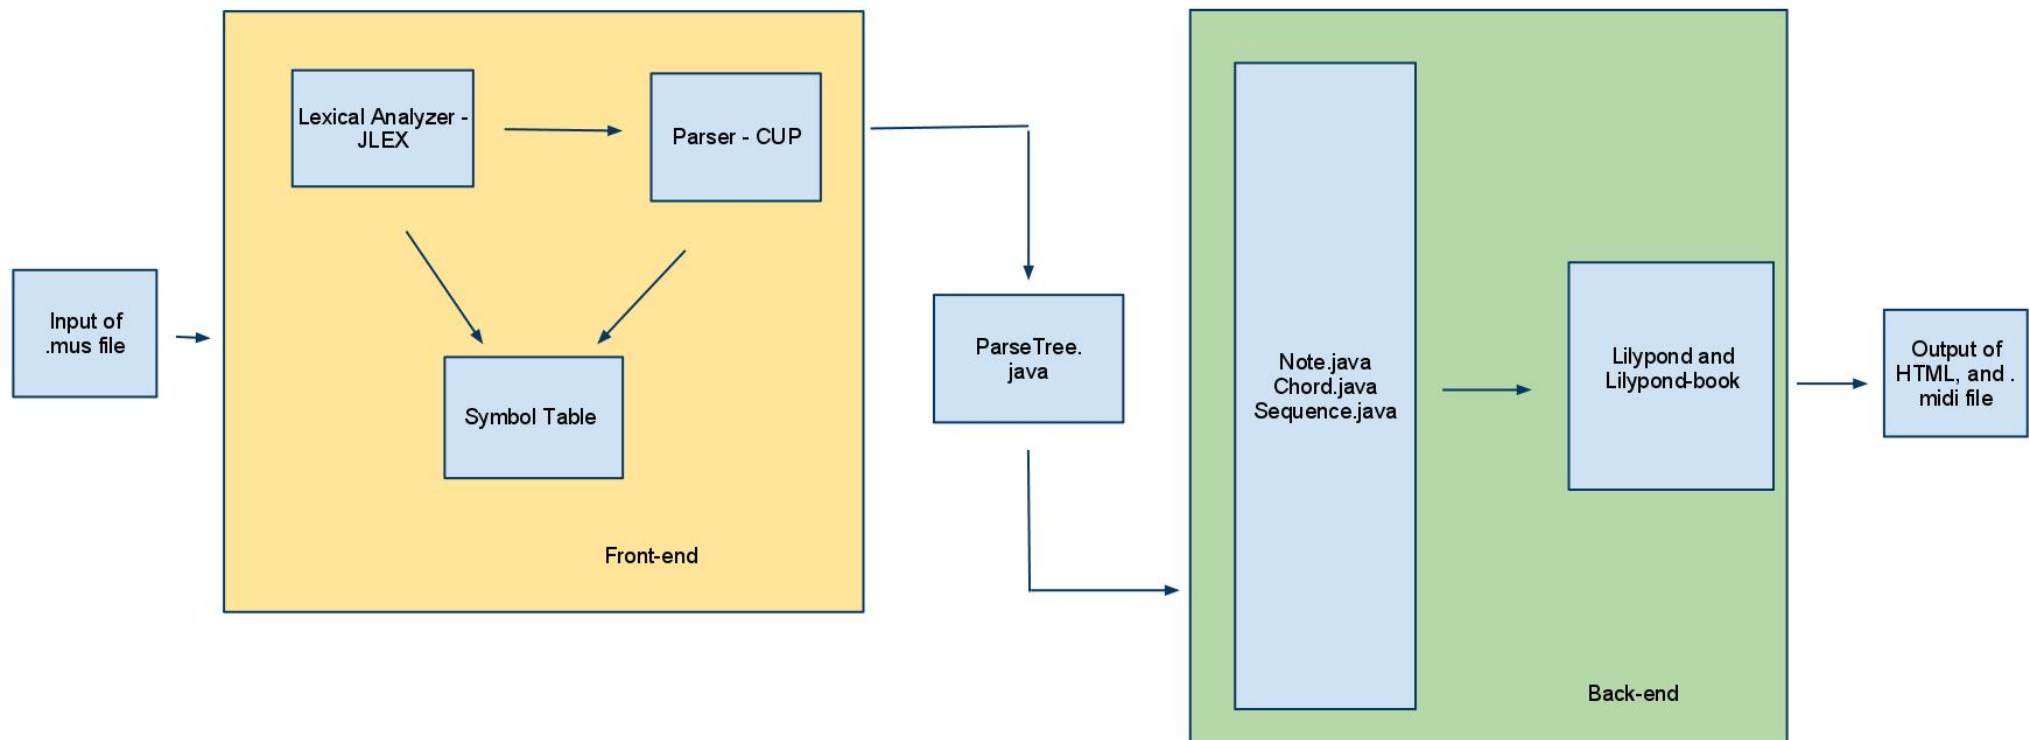 Input of
.mus file
Lexical Analyzer -
JLEX
Parser - CUP
Symbol Table
Front-end
ParseTree.
java
Note.java
Chord.java
Sequence.java
Lilypond and
Lilypond-book
Back-end
Output of
HTML, and .
midi file